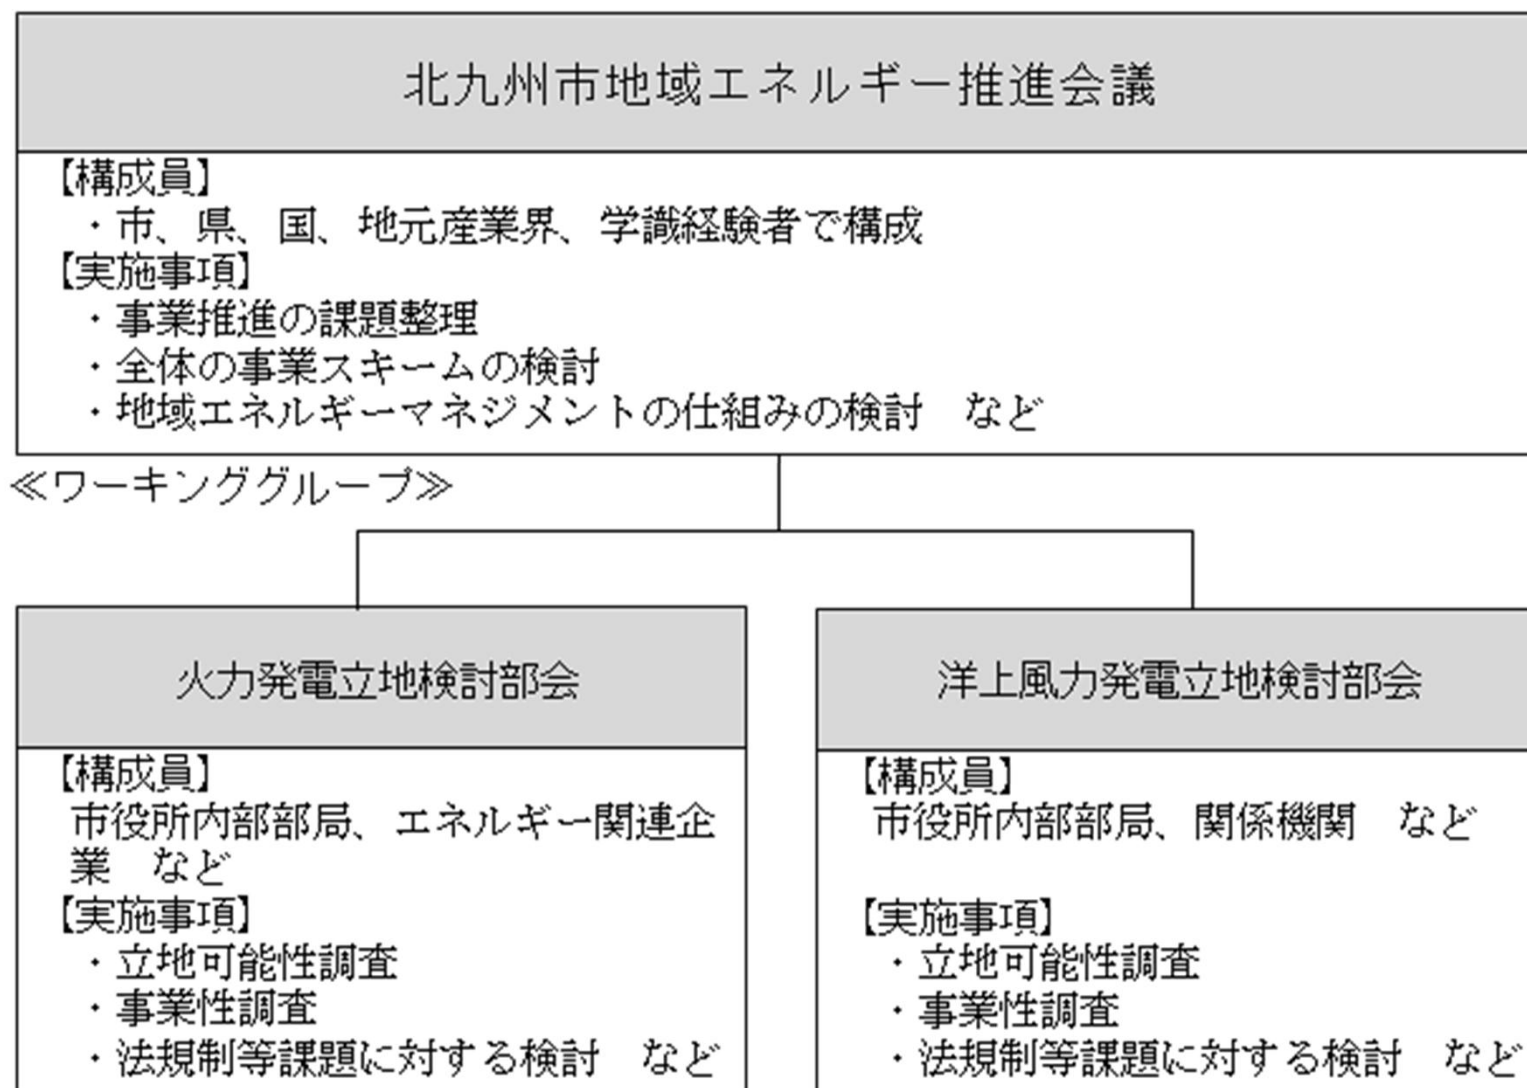 北九州市地域エネルギー推進会議
【構成員】
・市、県、国、地元産業界、学識経験者で構成
【実施事項】
・事業推進の課題整理
・全体の事業スキームの検討
・地域エネルギーマネジメントの仕組みの検討　など
≪ワーキンググループ≫
火力発電立地検討部会
【構成員】
市役所内部部局、エネルギー関連企
業　など
【実施事項】
・立地可能性調査
・事業性調査
・法規制等課題に対する検討　など
洋上風力発電立地検討部会
【構成員】
市役所内部部局、関係機関　など
【実施事項】
・立地可能性調査
・事業性調査
・法規制等課題に対する検討　など